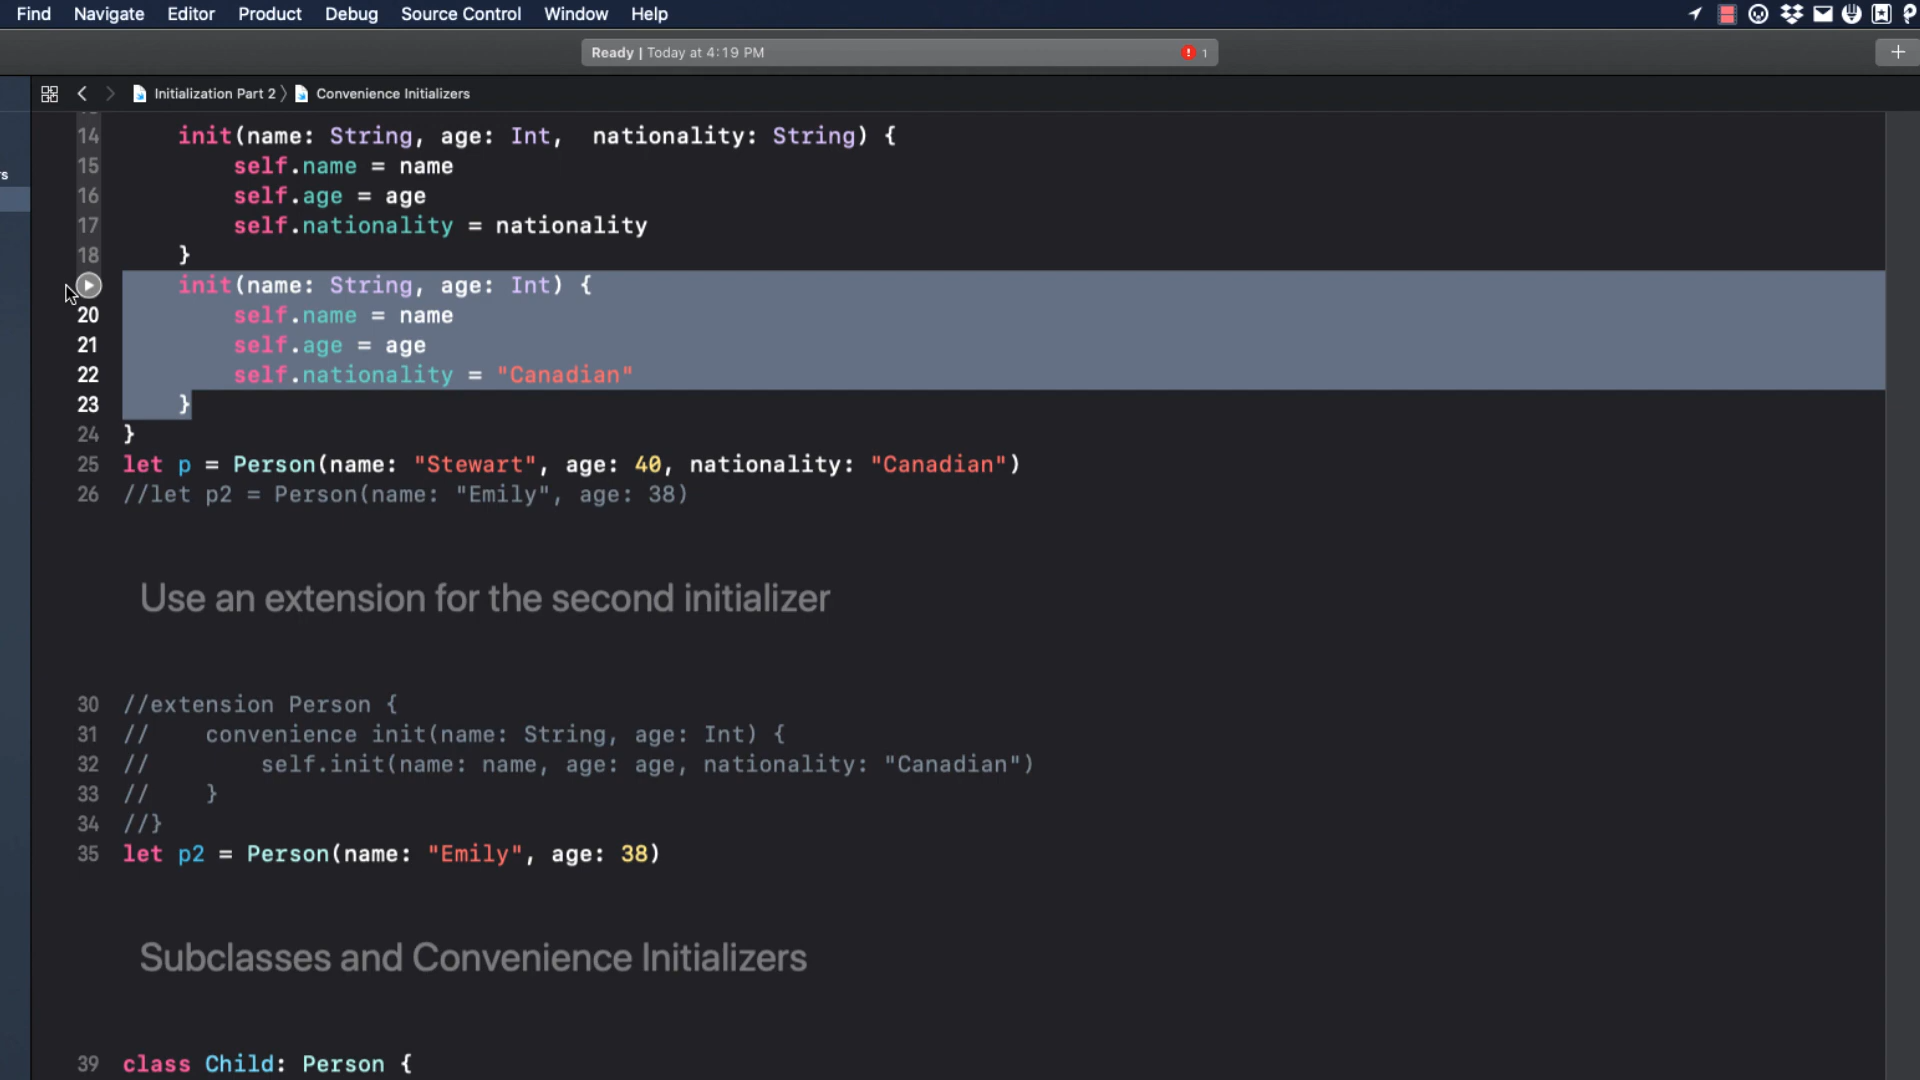 Find Navigate Editor Product Debug Source Control Window Help
Ready | Today at 4:19 PM 1
Initialization Part 2 Convenience Initializers
14 init(name: String, age: Int,  nationality: String) {
15 self.name = name
16 self.age = age
17 self.nationality = nationality
18 }
init(name: String, age: Int) {
20 self.name = name
21 self.age = age
22 self.nationality = "Canadian"
23 }
24 }
25 let p = Person(name: "Stewart", age: 40, nationality: "Canadian")
26 //let p2 = Person(name: "Emily", age: 38)
Use an extension for the second initializer
30 //extension Person {
31 // convenience init(name: String, age: Int) {
32 // self.init(name: name, age: age, nationality: "Canadian")
33 // }
34 //}
35 let p2 = Person(name: "Emily", age: 38)
Subclasses and Convenience Initializers
39 class Child: Person {